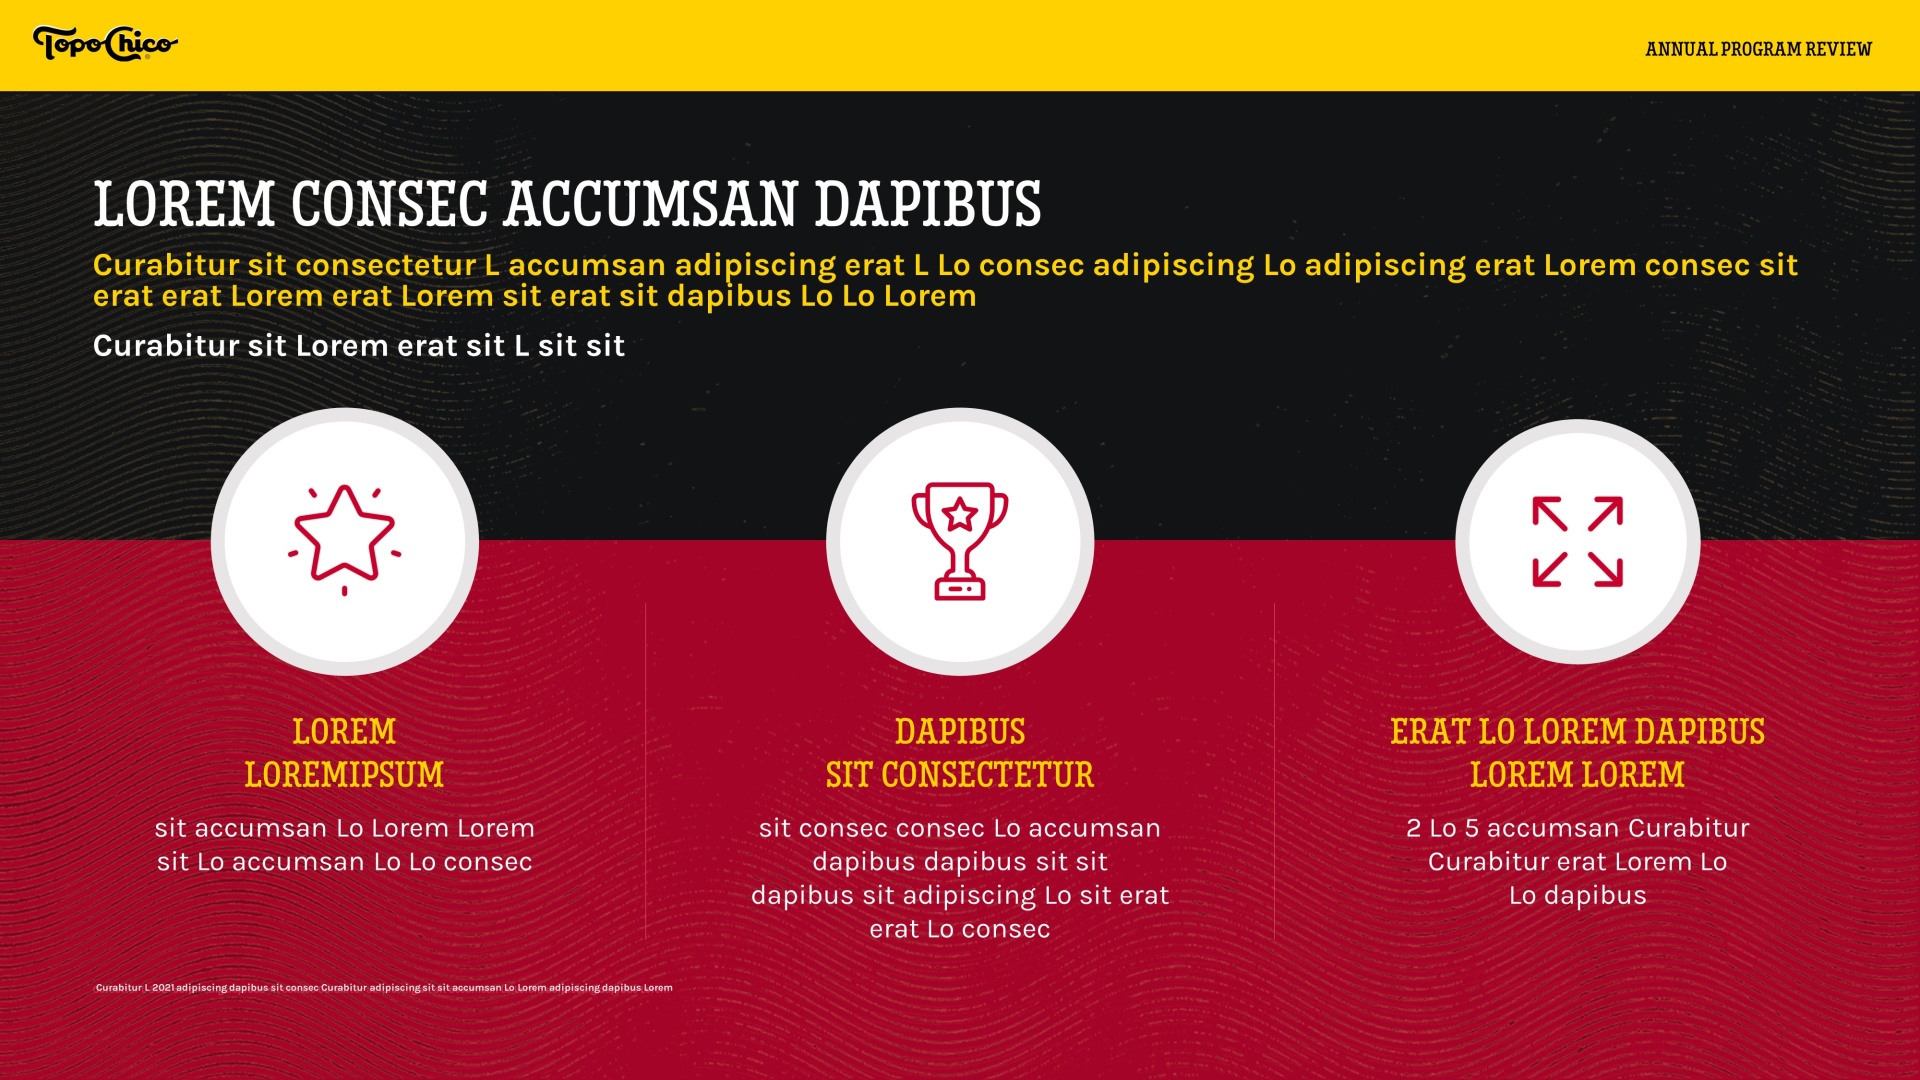 Topo Chico
ANNUAL PROGRAM REVIEW
LOREM CONSEC ACCUMSAN DAPIBUS
Curabitur sit consectetur L accumsan adipiscing erat L Lo consec adipiscing Lo adipiscing erat Lorem consec sit
erat erat Lorem erat Lorem sit erat sit dapibus Lo Lo Lorem
Curabitur sit Lorem erat sit L sit sit
LOREM
LOREMIPSUM
sit accumsan Lo Lorem Lorem
sit Lo accumsan Lo Lo consec
DAPIBUS
SIT CONSECTETUR
sit consec consec Lo accumsan
dapibus dapibus sit sit
dapibus sit adipiscing Lo sit erat
erat Lo consec
ERAT LO LOREM DAPIBUS
LOREM LOREM
2 Lo 5 accumsan Curabitur
Curabitur erat Lorem Lo
Lo dapibus
Curabitur L 2021 adipiscing dapibus sit consec Curabitur adipiscing sit sit accumsan Lo Lorem adipiscing dapibus Lorem